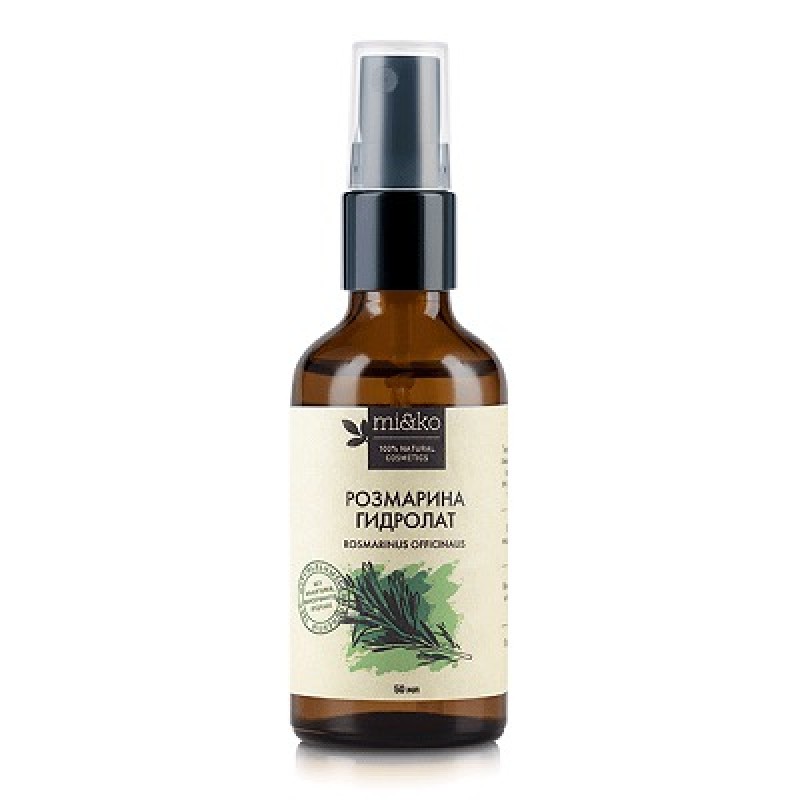 mi&ko
100% NATURAL
COSMETICS
РОЗМАРИНА
ГИДРОЛАТ
ROSMARINUS OFFICINALIS
50 мл